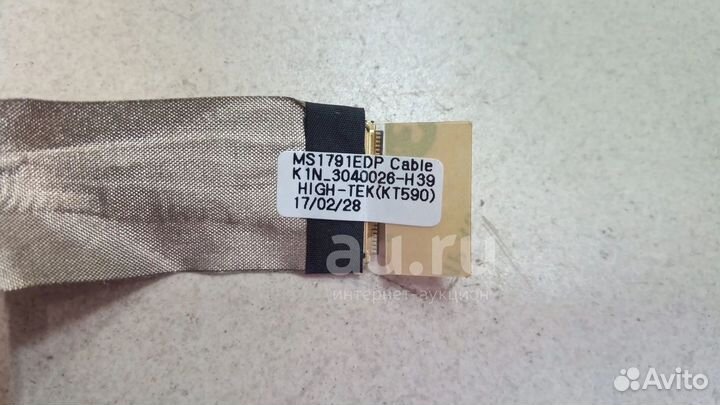 MS1791EDP Cable
K1N_3040026-H39
HIGH-TEK(KT590)
17/02/28
au.ru
интернет-аукцион
Avito